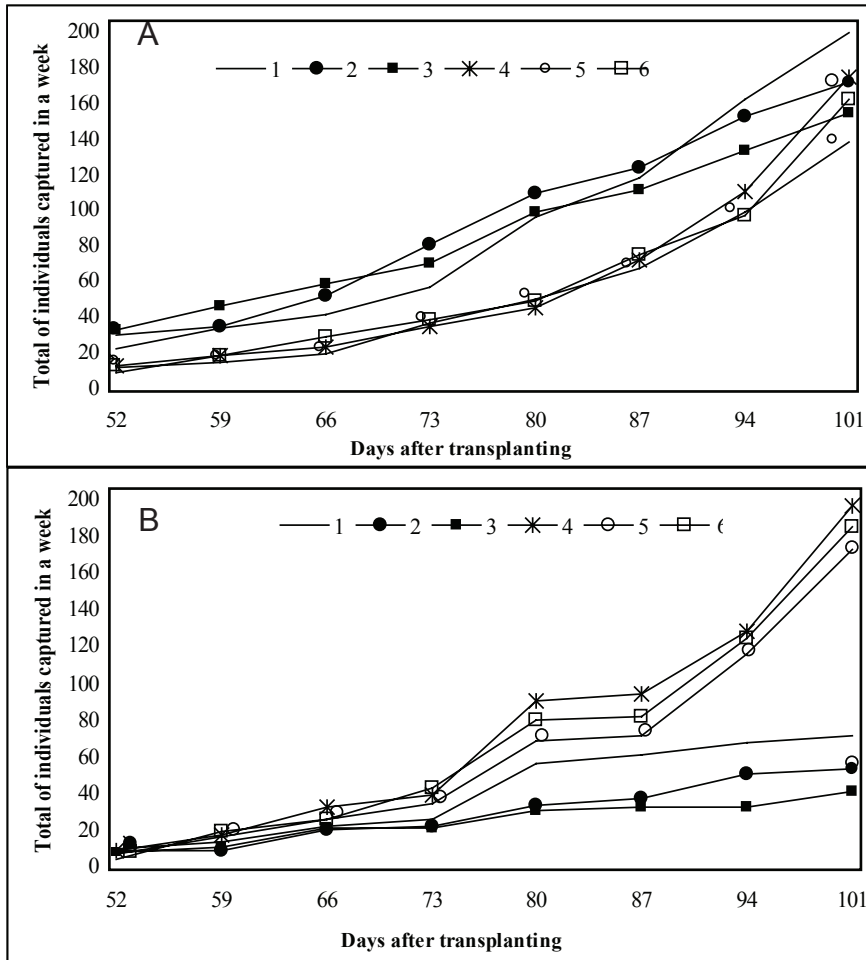 A
200
180
160
140
120
100
80
60
40
20
0
Total of individuals captured in a week
1 2 3 4 5 6
52 59 66 73 80 87 94 101
Days after transplanting
B
200
180
160
140
120
100
80
60
40
20
0
Total of individuals captured in a week
1 2 3 4 5 6
52 59 66 73 80 87 94 101
Days after transplanting